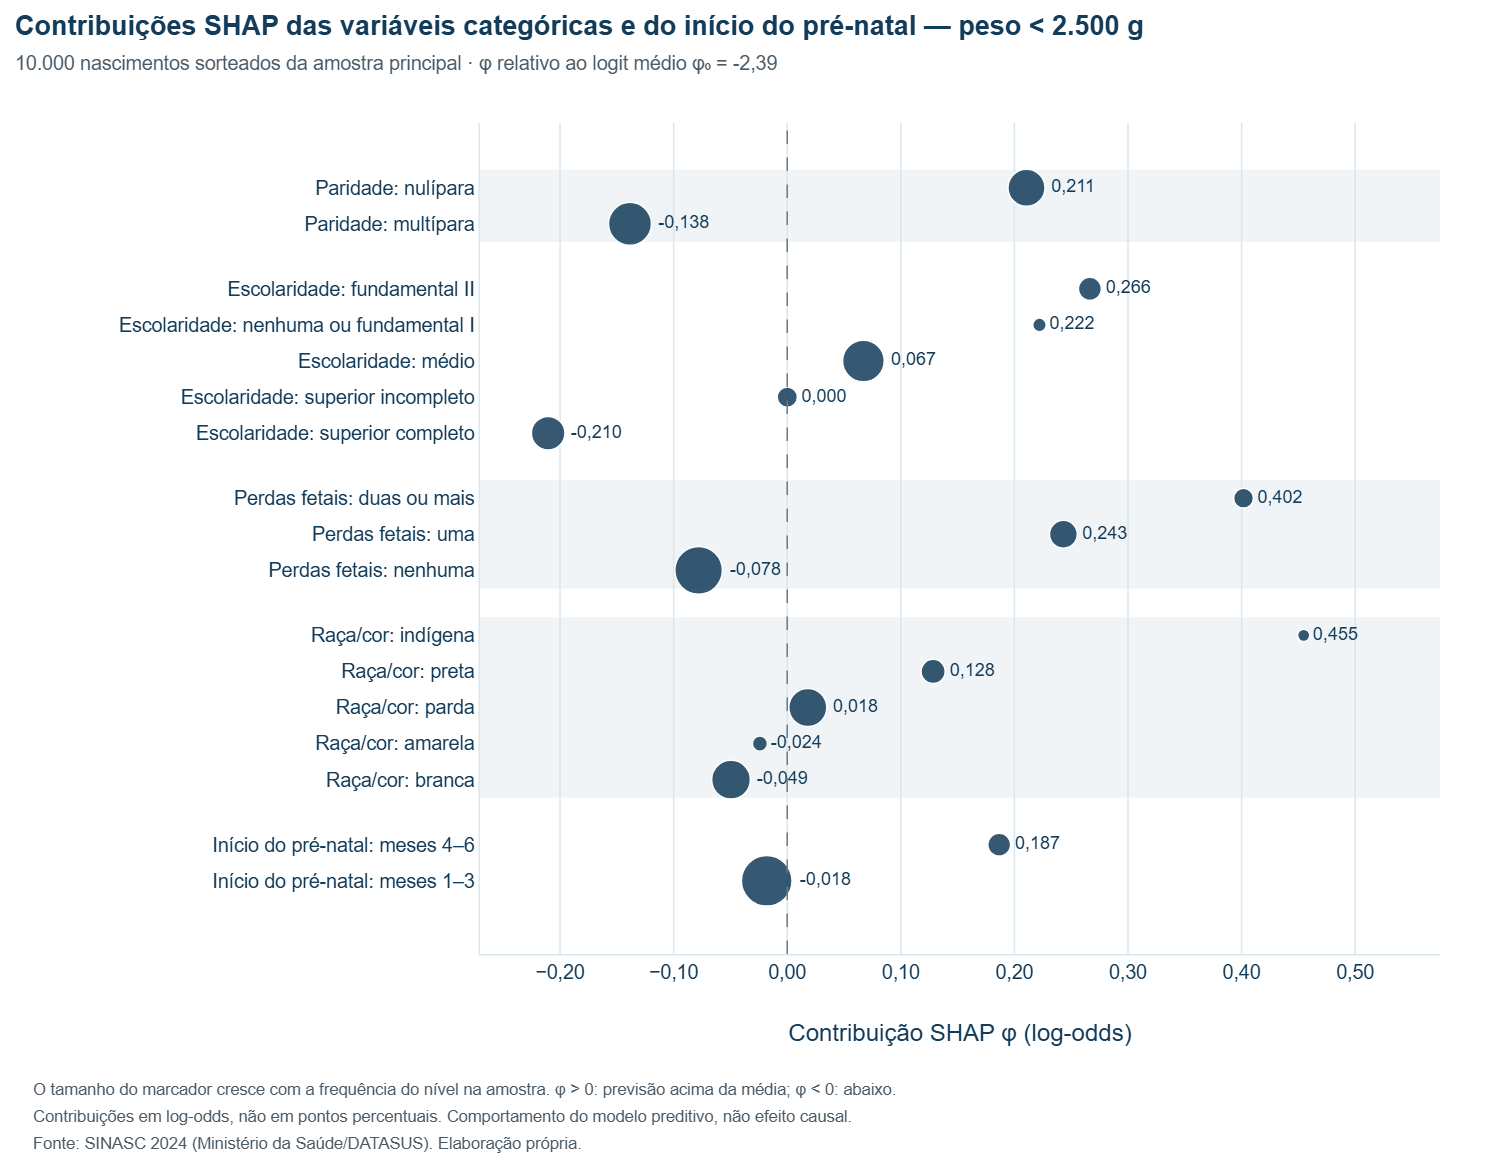 Contribuições SHAP das variáveis categóricas e do início do pré-natal — peso < 2.500 g
10.000 nascimentos sorteados da amostra principal · φ relativo ao logit médio φ₀ = -2,39
Paridade: nulípara 0,211
Paridade: multípara -0,138
Escolaridade: fundamental II 0,266
Escolaridade: nenhuma ou fundamental I 0,222
Escolaridade: médio 0,067
Escolaridade: superior incompleto 0,000
Escolaridade: superior completo -0,210
Perdas fetais: duas ou mais 0,402
Perdas fetais: uma 0,243
Perdas fetais: nenhuma -0,078
Raça/cor: indígena 0,455
Raça/cor: preta 0,128
Raça/cor: parda 0,018
Raça/cor: amarela -0,024
Raça/cor: branca -0,049
Início do pré-natal: meses 4–6 0,187
Início do pré-natal: meses 1–3 -0,018
−0,20 −0,10 0,00 0,10 0,20 0,30 0,40 0,50
Contribuição SHAP φ (log-odds)
O tamanho do marcador cresce com a frequência do nível na amostra. φ > 0: previsão acima da média; φ < 0: abaixo.
Contribuições em log-odds, não em pontos percentuais. Comportamento do modelo preditivo, não efeito causal.
Fonte: SINASC 2024 (Ministério da Saúde/DATASUS). Elaboração própria.